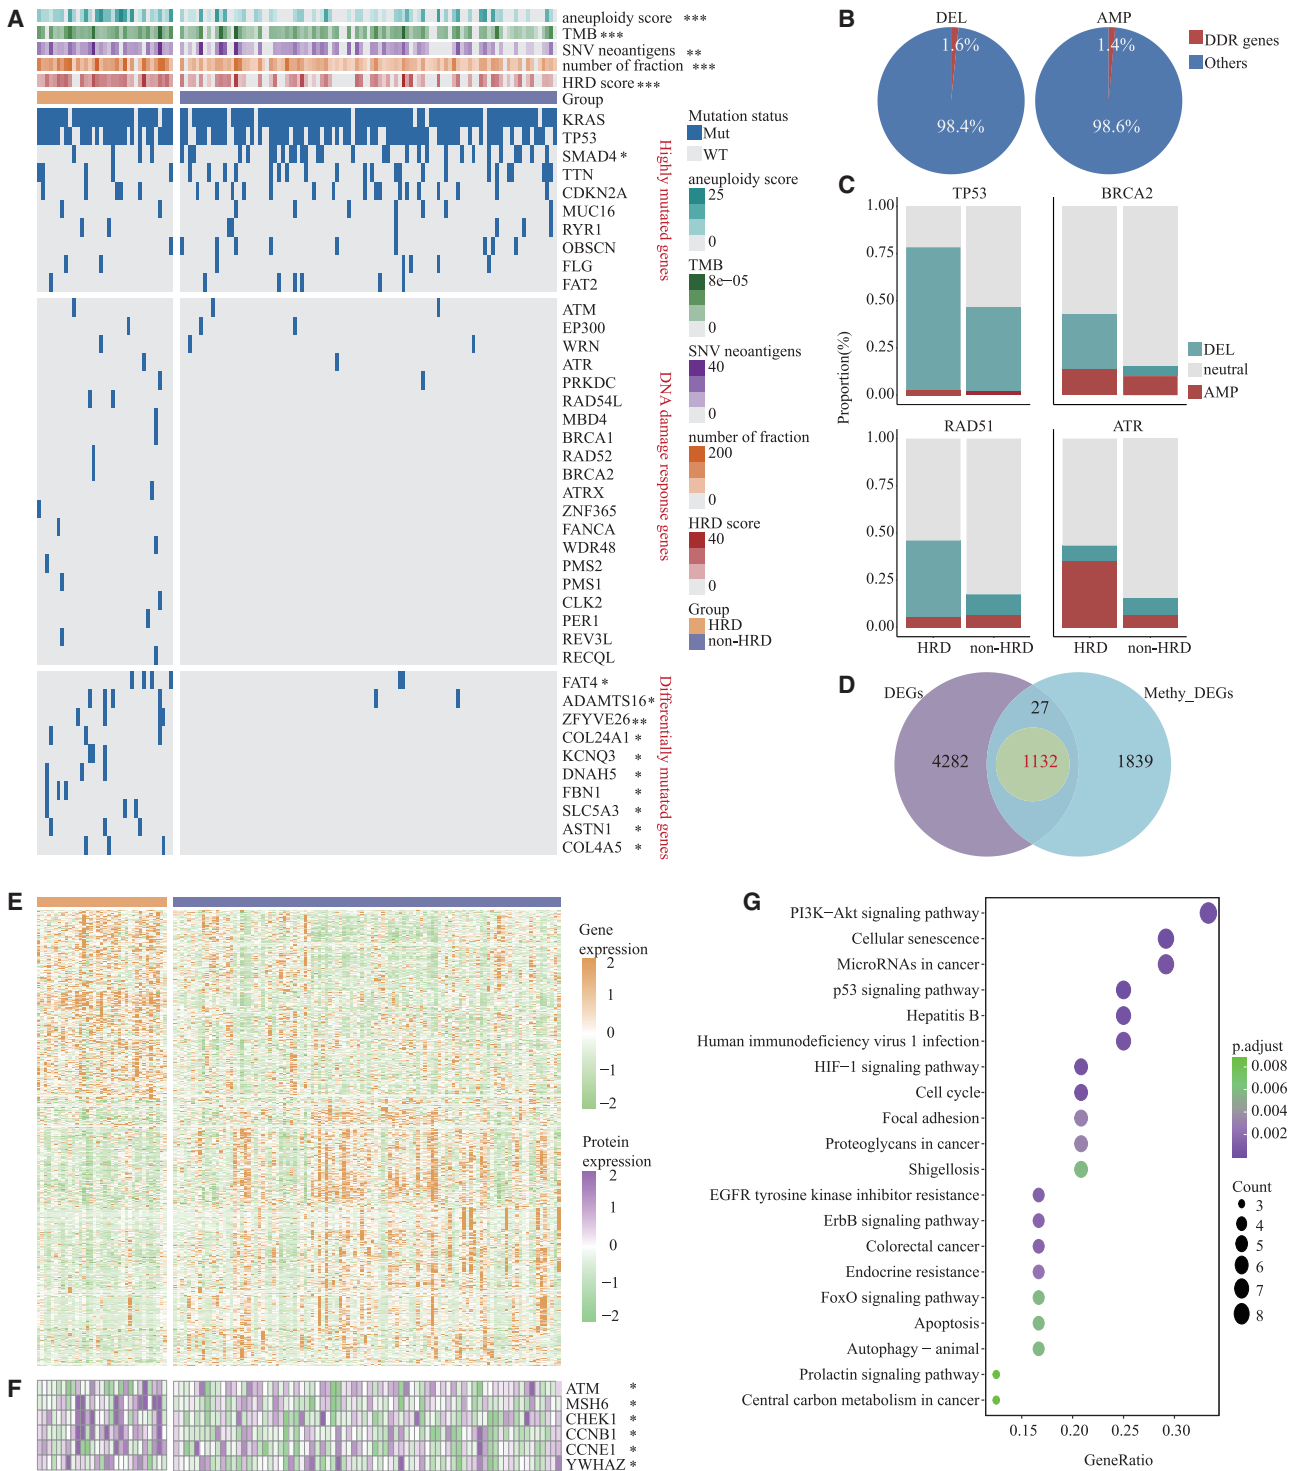 A
aneuploidy score ***
TMB ***
SNV neoantigens **
number of fraction ***
HRD score ***
Group
KRAS
TP53
SMAD4 *
TTN
CDKN2A
MUC16
RYR1
OBSCN
FLG
FAT2
Highly mutated genes
ATM
EP300
WRN
ATR
PRKDC
RAD54L
MBD4
BRCA1
RAD52
BRCA2
ATRX
ZNF365
FANCA
WDR48
PMS2
PMS1
CLK2
PER1
REV3L
RECQL
DNA damage response genes
FAT4 *
ADAMTS16 *
ZFYVE26 **
COL24A1 *
KCNQ3 *
DNAH5 *
FBN1 *
SLC5A3 *
ASTN1 *
COL4A5 *
Differentially mutated genes
Mutation status
Mut
WT
aneuploidy score
25
0
TMB
8e−05
0
SNV neoantigens
40
0
number of fraction
200
0
HRD score
40
0
Group
HRD
non-HRD
B
DEL
1.6%
98.4%
AMP
1.4%
98.6%
DDR genes
Others
C
Proportion(%)
TP53
BRCA2
1.00
0.75
0.50
0.25
0.00
DEL
neutral
AMP
RAD51
ATR
1.00
0.75
0.50
0.25
0.00
HRD
non-HRD
HRD
non-HRD
D
DEGs
Methy_DEGs
27
4282
1132
1839
E
Gene
expression
2
1
0
−1
−2
Protein
expression
2
1
0
−1
−2
F
ATM *
MSH6 *
CHEK1 *
CCNB1 *
CCNE1 *
YWHAZ *
G
PI3K−Akt signaling pathway
Cellular senescence
MicroRNAs in cancer
p53 signaling pathway
Hepatitis B
Human immunodeficiency virus 1 infection
HIF−1 signaling pathway
Cell cycle
Focal adhesion
Proteoglycans in cancer
Shigellosis
EGFR tyrosine kinase inhibitor resistance
ErbB signaling pathway
Colorectal cancer
Endocrine resistance
FoxO signaling pathway
Apoptosis
Autophagy − animal
Prolactin signaling pathway
Central carbon metabolism in cancer
0.15
0.20
0.25
0.30
GeneRatio
p.adjust
0.008
0.006
0.004
0.002
Count
3
4
5
6
7
8